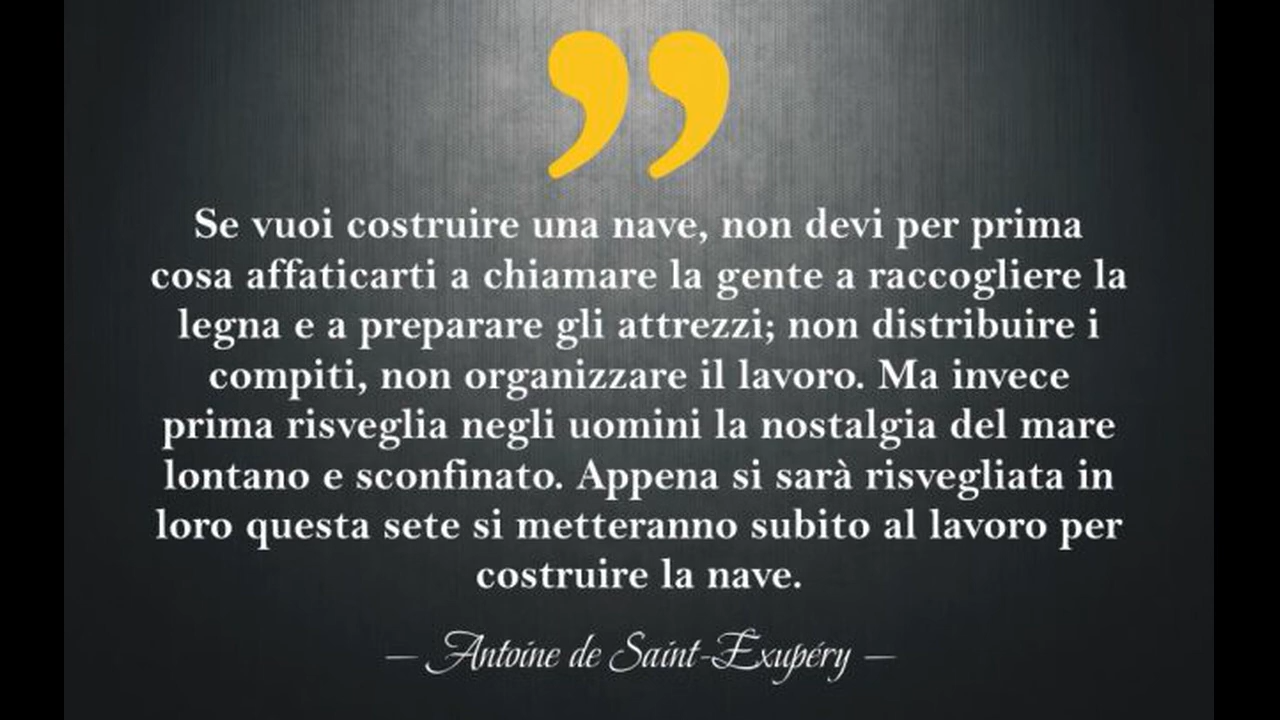 Se vuoi costruire una nave, non devi per prima
cosa affaticarti a chiamare la gente a raccogliere la
legna e a preparare gli attrezzi; non distribuire i
compiti, non organizzare il lavoro. Ma invece
prima risveglia negli uomini la nostalgia del mare
lontano e sconfinato. Appena si sarà risvegliata in
loro questa sete si metteranno subito al lavoro per
costruire la nave.
— Antoine de Saint-Exupéry —